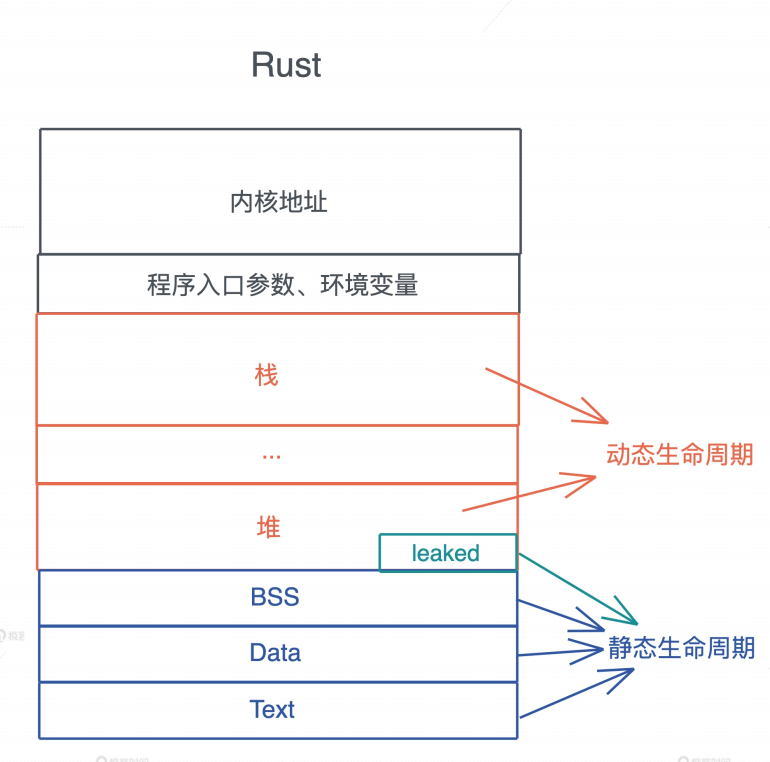 Rust
内核地址
程序入口参数、环境变量
栈
动态生命周期
...
堆
leaked
BSS
静态生命周期
Data
Text